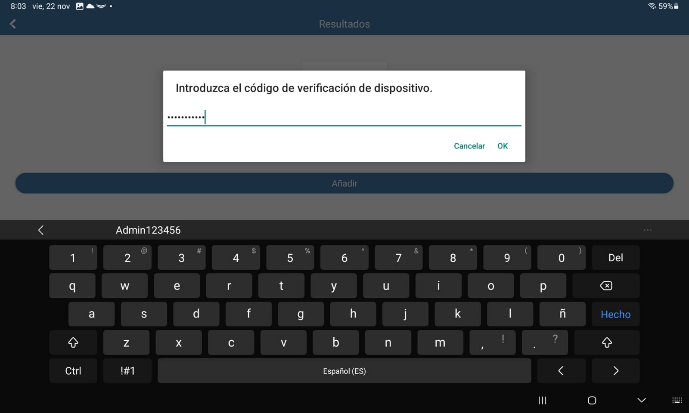 8:03 vie, 22 nov 59%
Resultados
Introduzca el código de verificación de dispositivo.
•••••••••••
Cancelar OK
Añadir
Admin123456 ...
1 ! 2 @ 3 # 4 $ 5 % 6 ^ 7 & 8 * 9 ( 0 ) Del
q w e r t y u i o p
a s d f g h j k l ñ Hecho
z x c v b n m , ! . ?
Ctrl !#1 Español (ES) < >